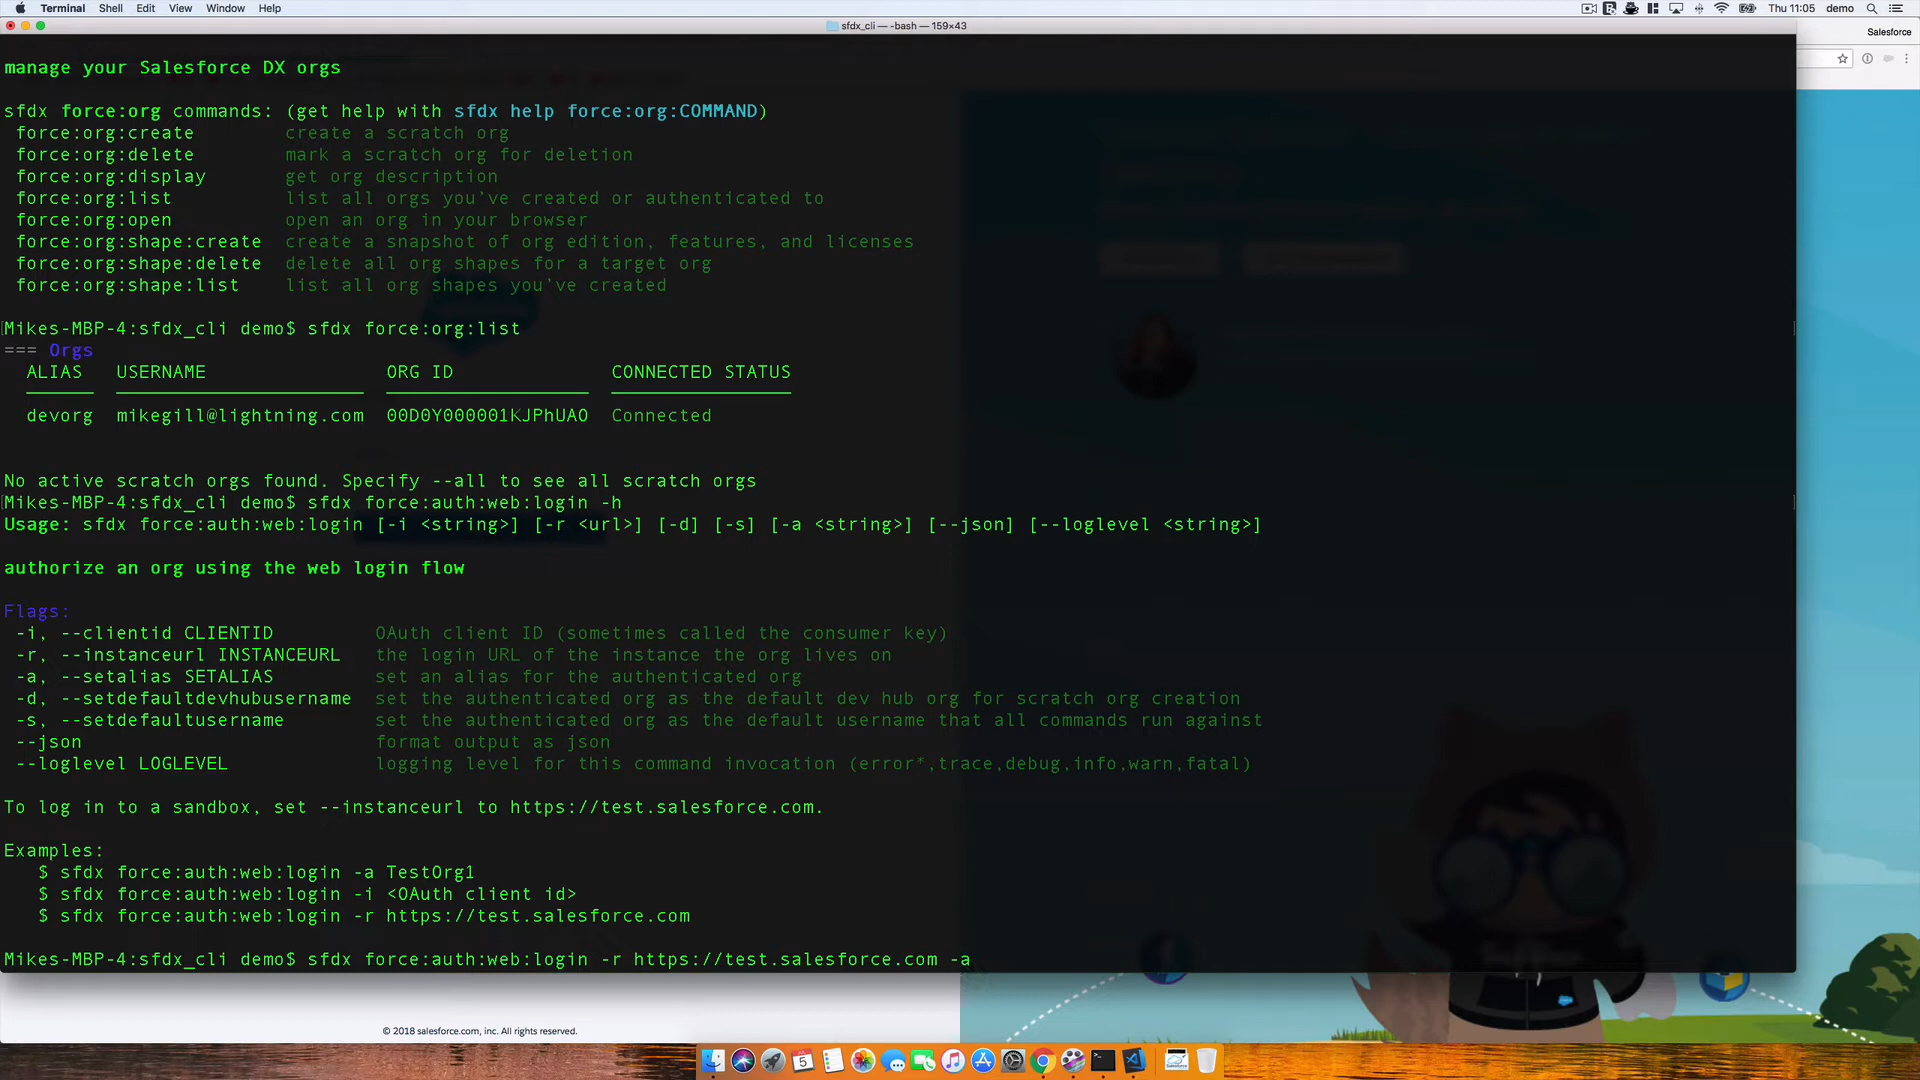 Terminal Shell Edit View Window Help
Thu 11:05 demo
sfdx_cli — -bash — 159×43
Salesforce
manage your Salesforce DX orgs
sfdx force:org commands: (get help with sfdx help force:org:COMMAND)
force:org:create create a scratch org
force:org:delete mark a scratch org for deletion
force:org:display get org description
force:org:list list all orgs you've created or authenticated to
force:org:open open an org in your browser
force:org:shape:create create a snapshot of org edition, features, and licenses
force:org:shape:delete delete all org shapes for a target org
force:org:shape:list list all org shapes you've created
Mikes-MBP-4:sfdx_cli demo$ sfdx force:org:list
=== Orgs
ALIAS USERNAME ORG ID CONNECTED STATUS
devorg mikegill@lightning.com 00D0Y000001KJPhUAO Connected
No active scratch orgs found. Specify --all to see all scratch orgs
Mikes-MBP-4:sfdx_cli demo$ sfdx force:auth:web:login -h
Usage: sfdx force:auth:web:login [-i <string>] [-r <url>] [-d] [-s] [-a <string>] [--json] [--loglevel <string>]
authorize an org using the web login flow
Flags:
-i, --clientid CLIENTID OAuth client ID (sometimes called the consumer key)
-r, --instanceurl INSTANCEURL the login URL of the instance the org lives on
-a, --setalias SETALIAS set an alias for the authenticated org
-d, --setdefaultdevhubusername set the authenticated org as the default dev hub org for scratch org creation
-s, --setdefaultusername set the authenticated org as the default username that all commands run against
--json format output as json
--loglevel LOGLEVEL logging level for this command invocation (error*,trace,debug,info,warn,fatal)
To log in to a sandbox, set --instanceurl to https://test.salesforce.com.
Examples:
$ sfdx force:auth:web:login -a TestOrg1
$ sfdx force:auth:web:login -i <OAuth client id>
$ sfdx force:auth:web:login -r https://test.salesforce.com
Mikes-MBP-4:sfdx_cli demo$ sfdx force:auth:web:login -r https://test.salesforce.com -a
© 2018 salesforce.com, inc. All rights reserved.
5